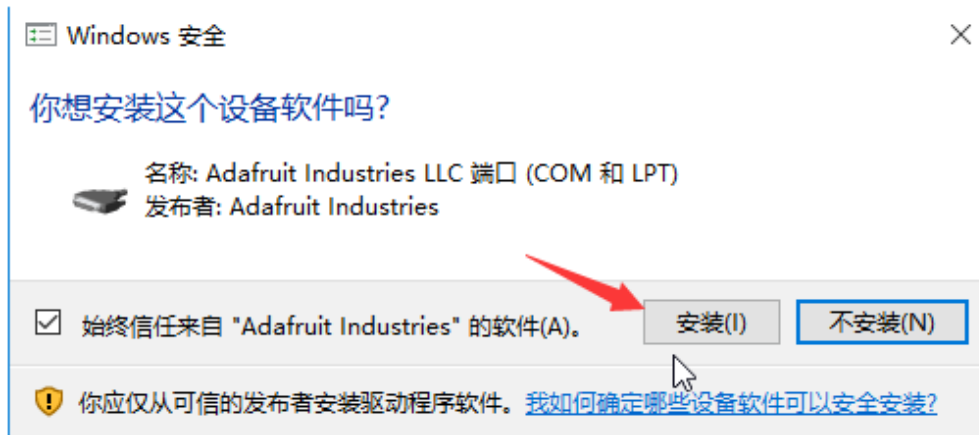 Windows 安全
你想安装这个设备软件吗?
名称: Adafruit Industries LLC 端口 (COM 和 LPT)
发布者: Adafruit Industries
始终信任来自 "Adafruit Industries" 的软件(A)。
安装(I)
不安装(N)
你应仅从可信的发布者安装驱动程序软件。我如何确定哪些设备软件可以安全安装?